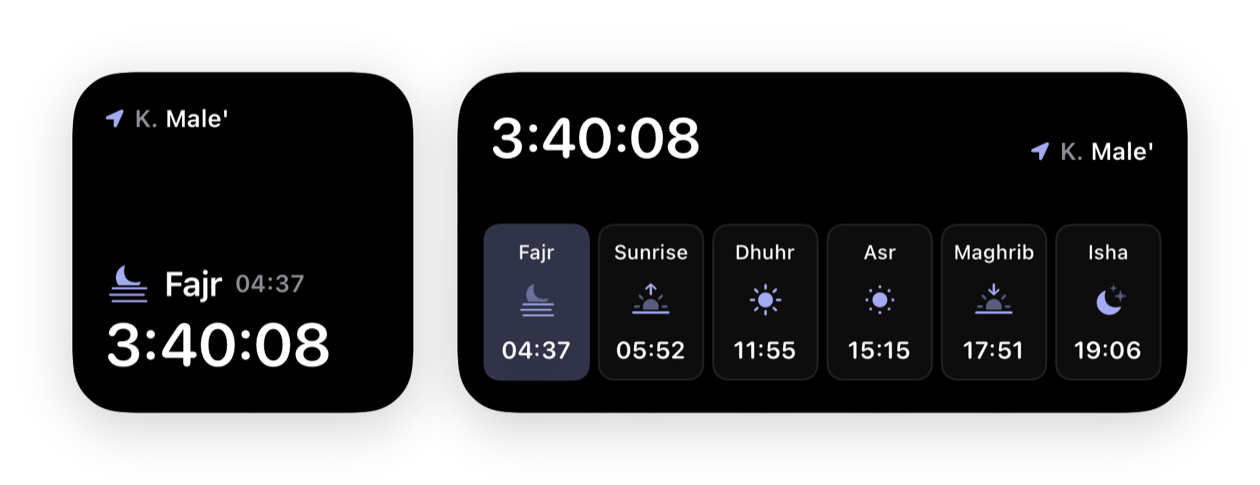 K. Male'
Fajr 04:37
3:40:08
3:40:08
K. Male'
Fajr Sunrise Dhuhr Asr Maghrib Isha
04:37 05:52 11:55 15:15 17:51 19:06